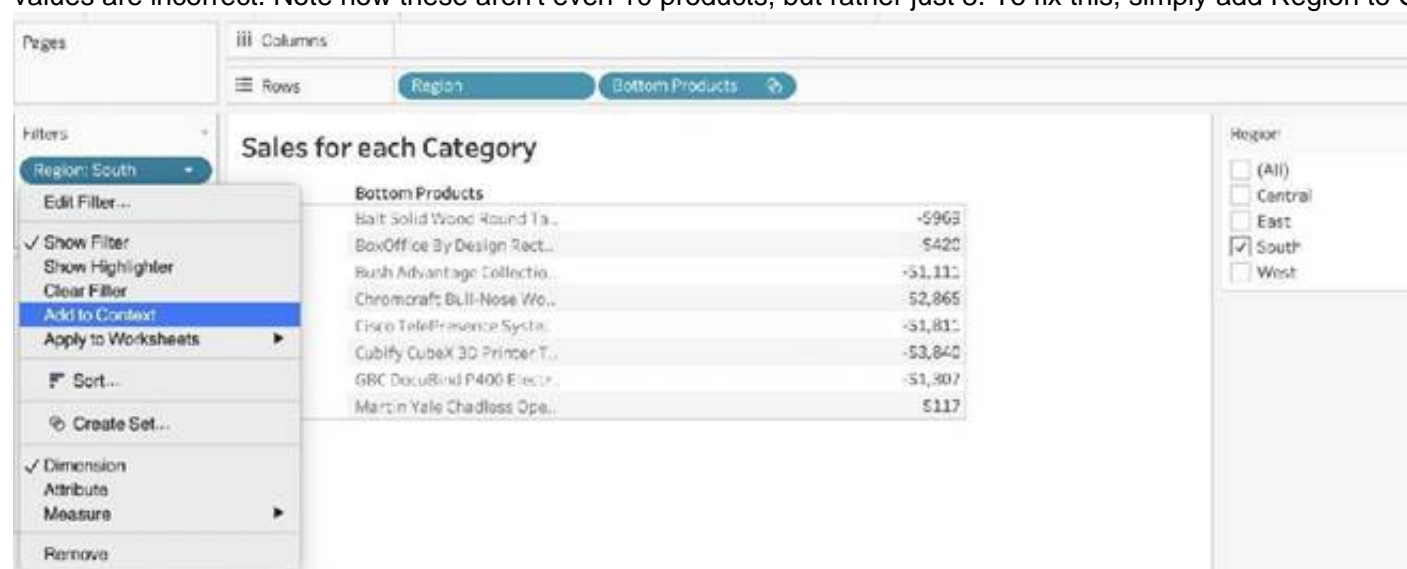 values are incorrect. Note how these aren't even 10 products, but rather just 8. To fix this, simply add Region to C
Pages
iii Columns
Rows
Region
Bottom Products
Filters
Region: South
Sales for each Category
Region
(All)
Central
East
South
West
Edit Filter...
✓ Show Filter
Show Highlighter
Clear Filter
Add to Context
Apply to Worksheets
Sort...
Create Set...
✓ Dimension
Attribute
Measure
Remove
Bottom Products
Balt Solid Wood Round Ta.. -$963
BoxOffice By Design Rect.. $420
Bush Advantage Collectio.. -$1,111
Chromcraft Bull-Nose Wo.. $2,865
Cisco TelePresence Syste.. -$1,811
Cubify CubeX 3D Printer T.. -$3,840
GBC DocuBind P400 Electr.. -$1,307
Martin Yale Chadless Ope.. $117